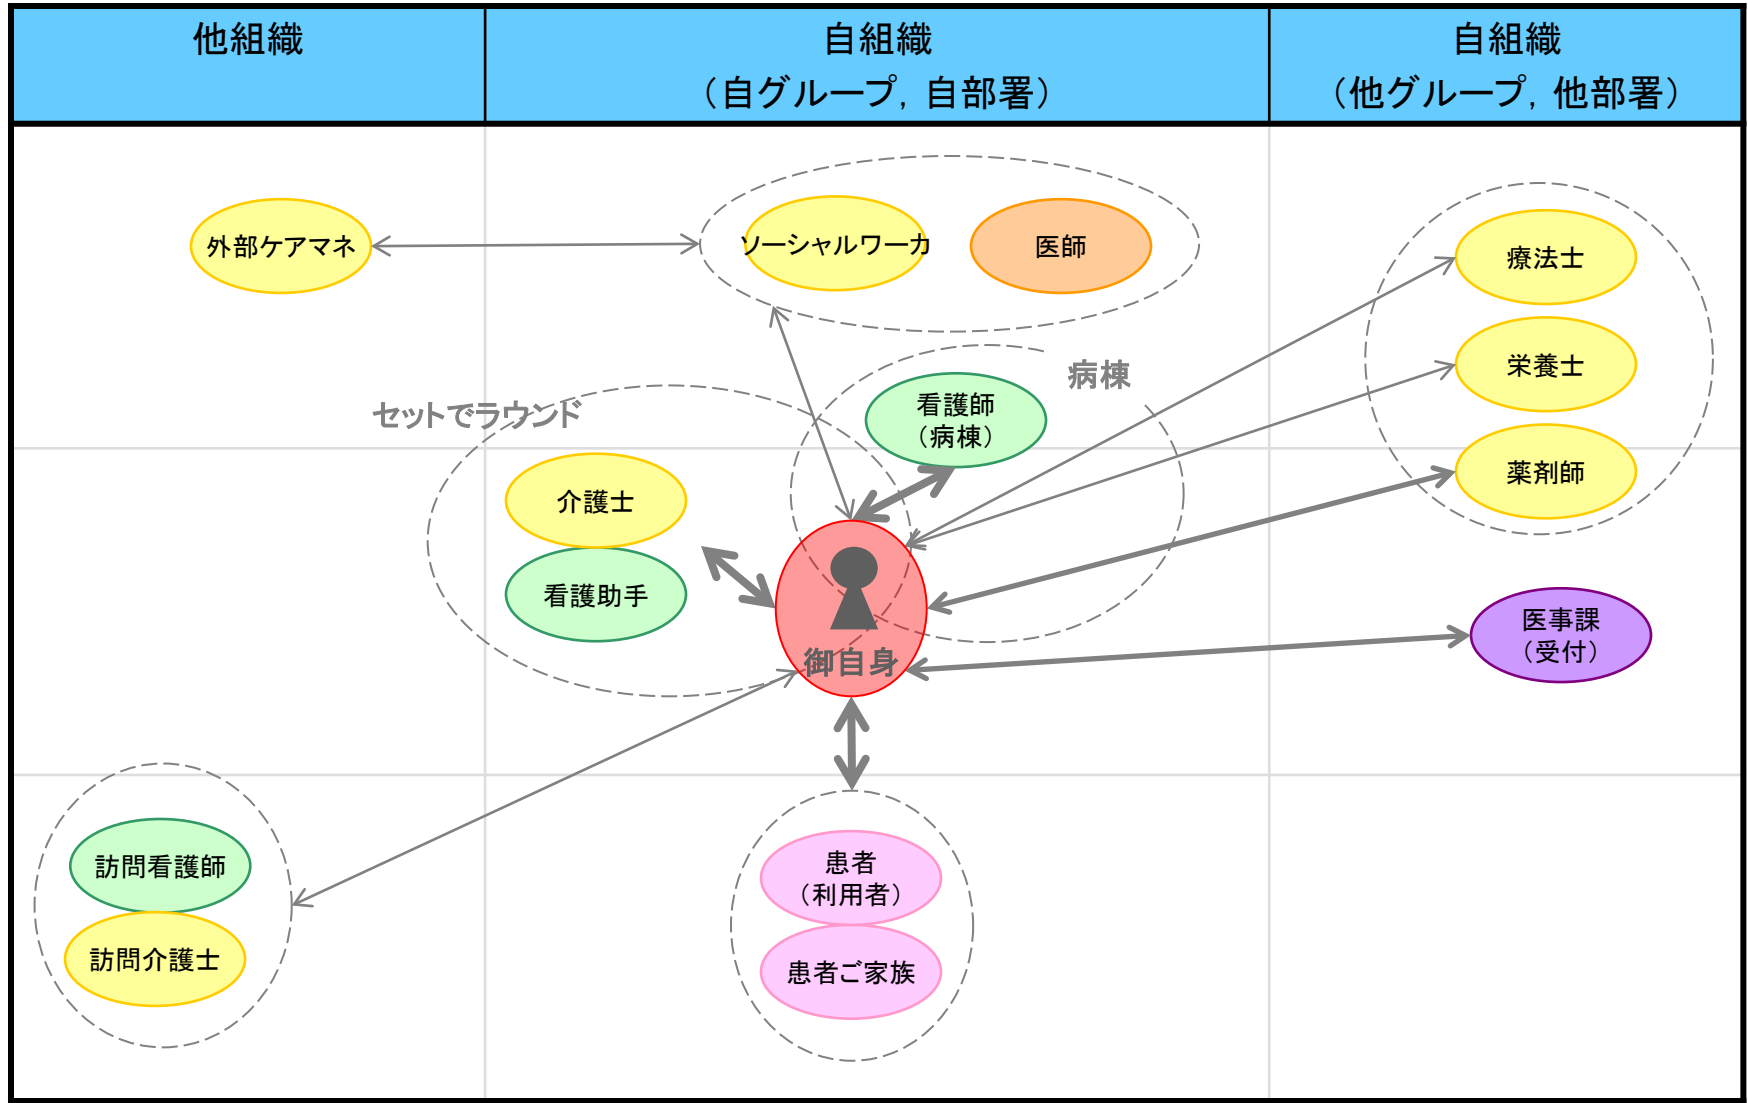 他組織
自組織
（自グループ，自部署）
自組織
（他グループ，他部署）
外部ケアマネ
ソーシャルワーカ
医師
療法士
栄養士
薬剤師
病棟
看護師
（病棟）
セットでラウンド
介護士
看護助手
御自身
医事課
（受付）
訪問看護師
訪問介護士
患者
（利用者）
患者ご家族